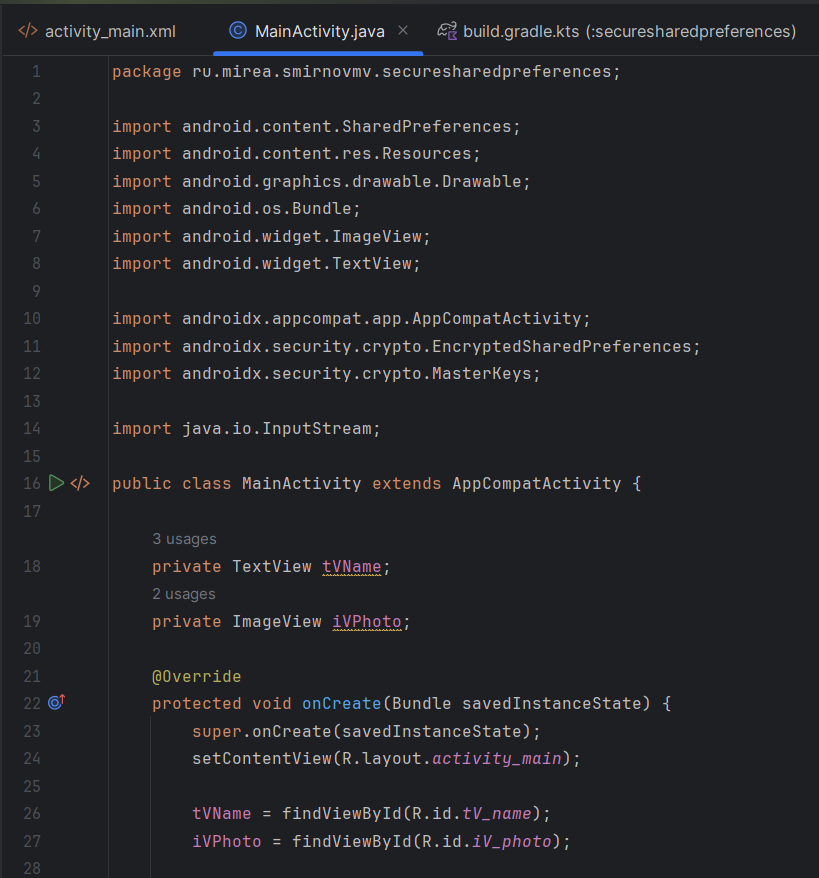 activity_main.xml MainActivity.java build.gradle.kts (:securesharedpreferences)
1 package ru.mirea.smirnovmv.securesharedpreferences;
2
3 import android.content.SharedPreferences;
4 import android.content.res.Resources;
5 import android.graphics.drawable.Drawable;
6 import android.os.Bundle;
7 import android.widget.ImageView;
8 import android.widget.TextView;
9
10 import androidx.appcompat.app.AppCompatActivity;
11 import androidx.security.crypto.EncryptedSharedPreferences;
12 import androidx.security.crypto.MasterKeys;
13
14 import java.io.InputStream;
15
16 public class MainActivity extends AppCompatActivity {
17
3 usages
18 private TextView tVName;
2 usages
19 private ImageView iVPhoto;
20
21 @Override
22 protected void onCreate(Bundle savedInstanceState) {
23 super.onCreate(savedInstanceState);
24 setContentView(R.layout.activity_main);
25
26 tVName = findViewById(R.id.tV_name);
27 iVPhoto = findViewById(R.id.iV_photo);
28